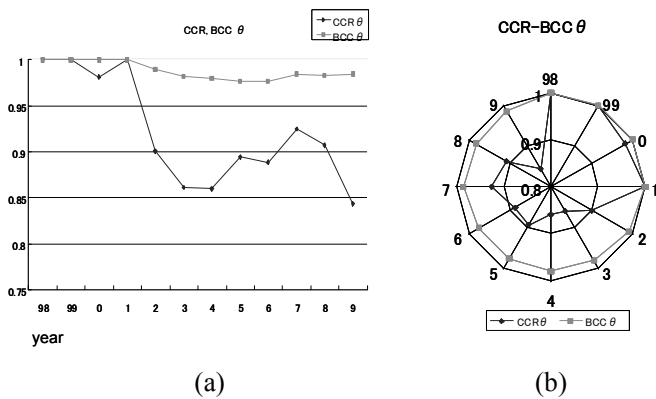 CCR, BCC θ
CCR θ
BCC θ
1
0.95
0.9
0.85
0.8
0.75
98 99 0 1 2 3 4 5 6 7 8 9
year
(a)
CCR-BCC θ
98
99
0
1
2
3
4
5
6
7
8
9
1
0.9
0.8
CCR θ BCC θ
(b)